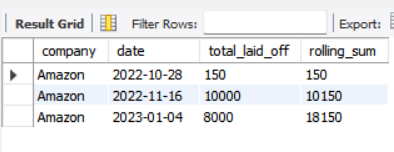 Result Grid Filter Rows: Export:
company date total_laid_off rolling_sum
Amazon 2022-10-28 150 150
Amazon 2022-11-16 10000 10150
Amazon 2023-01-04 8000 18150